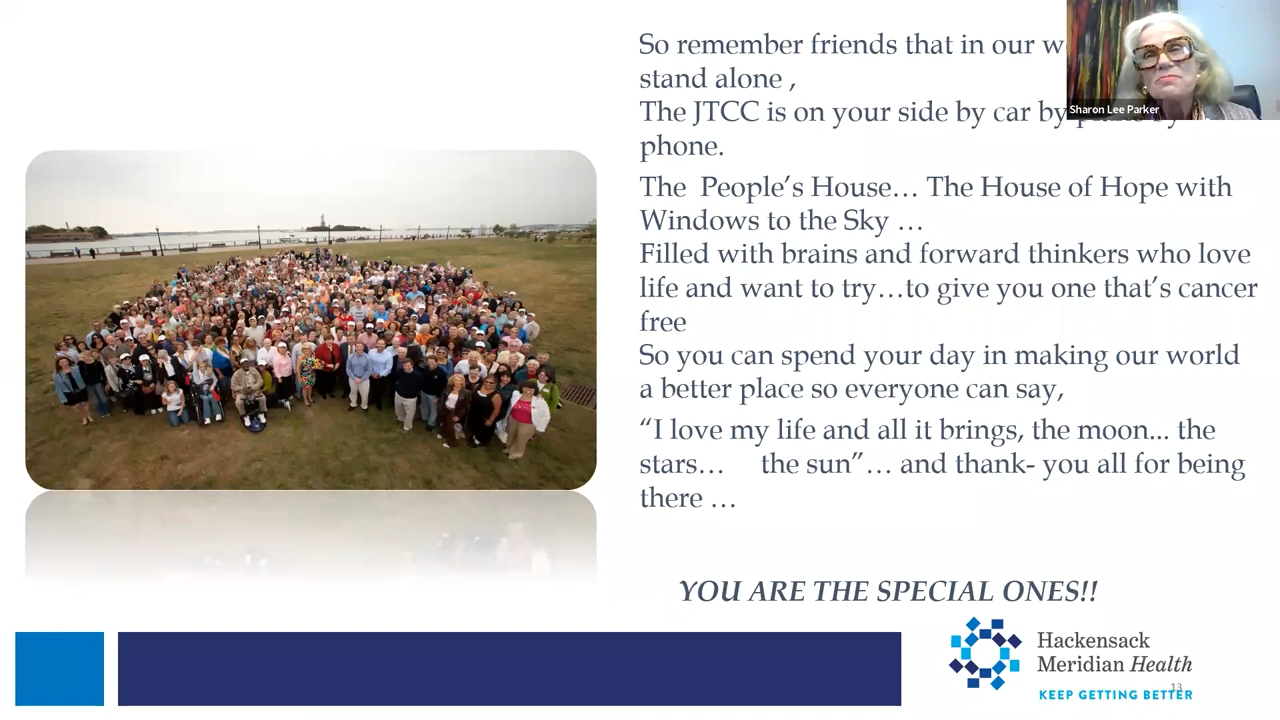 So remember friends that in our w
stand alone ,
The JTCC is on your side by car by
phone.
The People’s House… The House of Hope with
Windows to the Sky …
Filled with brains and forward thinkers who love
life and want to try…to give you one that’s cancer
free
So you can spend your day in making our world
a better place so everyone can say,
“I love my life and all it brings, the moon... the
stars… the sun”… and thank- you all for being
there …
YOU ARE THE SPECIAL ONES!!
Sharon Lee Parker
Hackensack
Meridian Health
KEEP GETTING BETTER
13